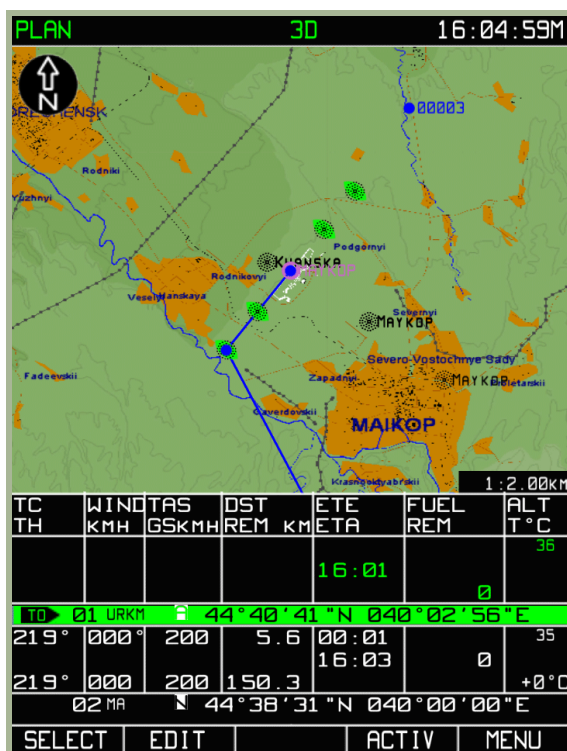 PLAN 3D 16:04:59M
N
00003
Rodniki
Yuzhnyi
Podgornyi
KHANSKA
MAYKOP
Rodnikovyi
Severnyi
MAYKOP
Severo-Vostochnye Sady
Fadeevskii
Zapadnyi
MAYKOP
Gaverdovskii
MAIKOP
Krasnooktyabrskii
1:2.00KM
TC WIND TAS DST ETE FUEL ALT
TH KMH GSKMH REM KM ETA REM T°C
36
16:01
0
TO 01 URKM 44°40'41"N 040°02'56"E
219° 000° 200 5.6 00:01 35
16:03 0
219° 000 200 150.3 +0°C
02 MA N 44°38'31"N 040°00'00"E
SELECT EDIT ACTIV MENU